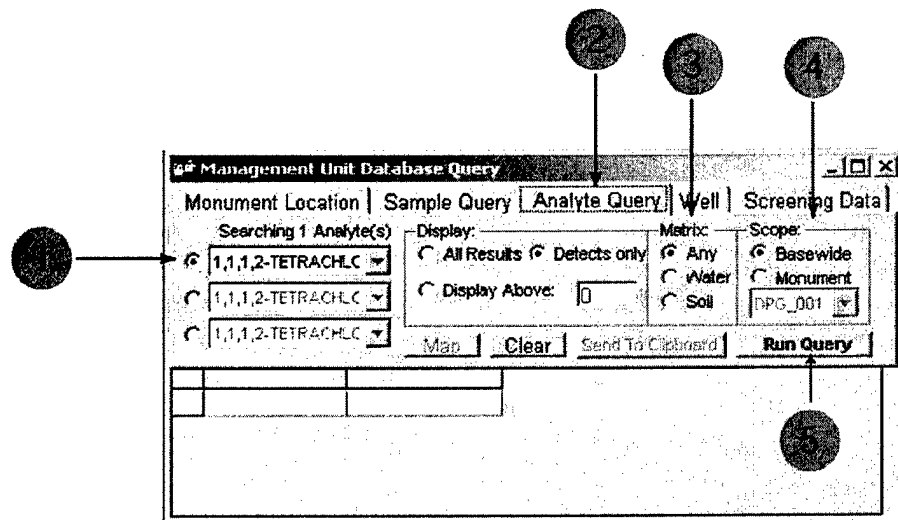 2
3
4
Management Unit Database Query
Monument Location Sample Query Analyte Query Well Screening Data
Searching 1 Analyte(s) Display: Matrix: Scope:
1 1,1,1,2-TETRACHLC All Results Detects only Any Basewide
1,1,1,2-TETRACHLC Display Above: 0 Water Monument
1,1,1,2-TETRACHLC Soil DPG_001
Map Clear Send To Clipboard Run Query
5